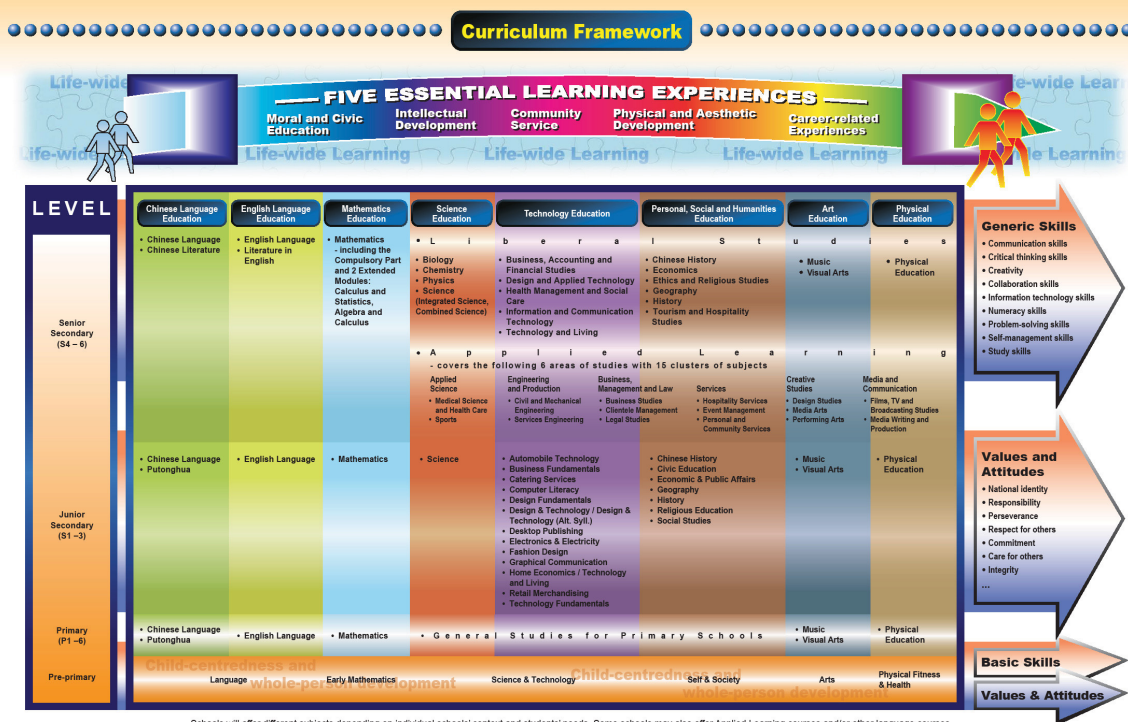 Curriculum Framework
Life-wide
FIVE ESSENTIAL LEARNING EXPERIENCES
Moral and Civic
Education
Intellectual
Development
Community
Service
Physical and Aesthetic
Development
Career-related
Experiences
Life-wide Learning
Life-wide Learning
Life-wide Learning
LEVEL
Chinese Language
Education
English Language
Education
Mathematics
Education
Science
Education
Technology Education
Personal, Social and Humanities
Education
Art
Education
Physical
Education
Senior
Secondary
(S4 – 6)
• Chinese Language
• Chinese Literature
• English Language
• Literature in
English
• Mathematics
- including the
Compulsory Part
and 2 Extended
Modules:
Calculus and
Statistics,
Algebra and
Calculus
• Liberal Studies
• Biology
• Chemistry
• Physics
• Science
(Integrated Science,
Combined Science)
• Business, Accounting and
Financial Studies
• Design and Applied Technology
• Health Management and Social
Care
• Information and Communication
Technology
• Technology and Living
• Chinese History
• Economics
• Ethics and Religious Studies
• Geography
• History
• Tourism and Hospitality
Studies
• Music
• Visual Arts
• Physical
Education
• Applied Learning
- covers the following 6 areas of studies with 15 clusters of subjects
Applied
Science
• Medical Science
and Health Care
• Sports
Engineering
and Production
• Civil and Mechanical
Engineering
• Services Engineering
Business,
Management and Law
• Business Studies
• Clientele Management
• Legal Studies
Services
• Hospitality Services
• Event Management
• Personal and
Community Services
Creative
Studies
• Design Studies
• Media Arts
• Performing Arts
Media and
Communication
• Films, TV and
Broadcasting Studies
• Media Writing and
Production
Junior
Secondary
(S1 –3)
• Chinese Language
• Putonghua
• English Language
• Mathematics
• Science
• Automobile Technology
• Business Fundamentals
• Catering Services
• Computer Literacy
• Design Fundamentals
• Design & Technology / Design &
Technology (Alt. Syll.)
• Desktop Publishing
• Electronics & Electricity
• Fashion Design
• Graphical Communication
• Home Economics / Technology
and Living
• Retail Merchandising
• Technology Fundamentals
• Chinese History
• Civic Education
• Economic & Public Affairs
• Geography
• History
• Religious Education
• Social Studies
• Music
• Visual Arts
• Physical
Education
Primary
(P1 –6)
• Chinese Language
• Putonghua
• English Language
• Mathematics
• General Studies for Primary Schools
• Music
• Visual Arts
• Physical
Education
Pre-primary
Child-centredness and
whole-person development
Child-centredness and
whole-person development
Language
Early Mathematics
Science & Technology
Self & Society
Arts
Physical Fitness
& Health
Generic Skills
• Communication skills
• Critical thinking skills
• Creativity
• Collaboration skills
• Information technology skills
• Numeracy skills
• Problem-solving skills
• Self-management skills
• Study skills
Values and
Attitudes
• National identity
• Responsibility
• Perseverance
• Respect for others
• Commitment
• Care for others
• Integrity
...
Basic Skills
Values & Attitudes